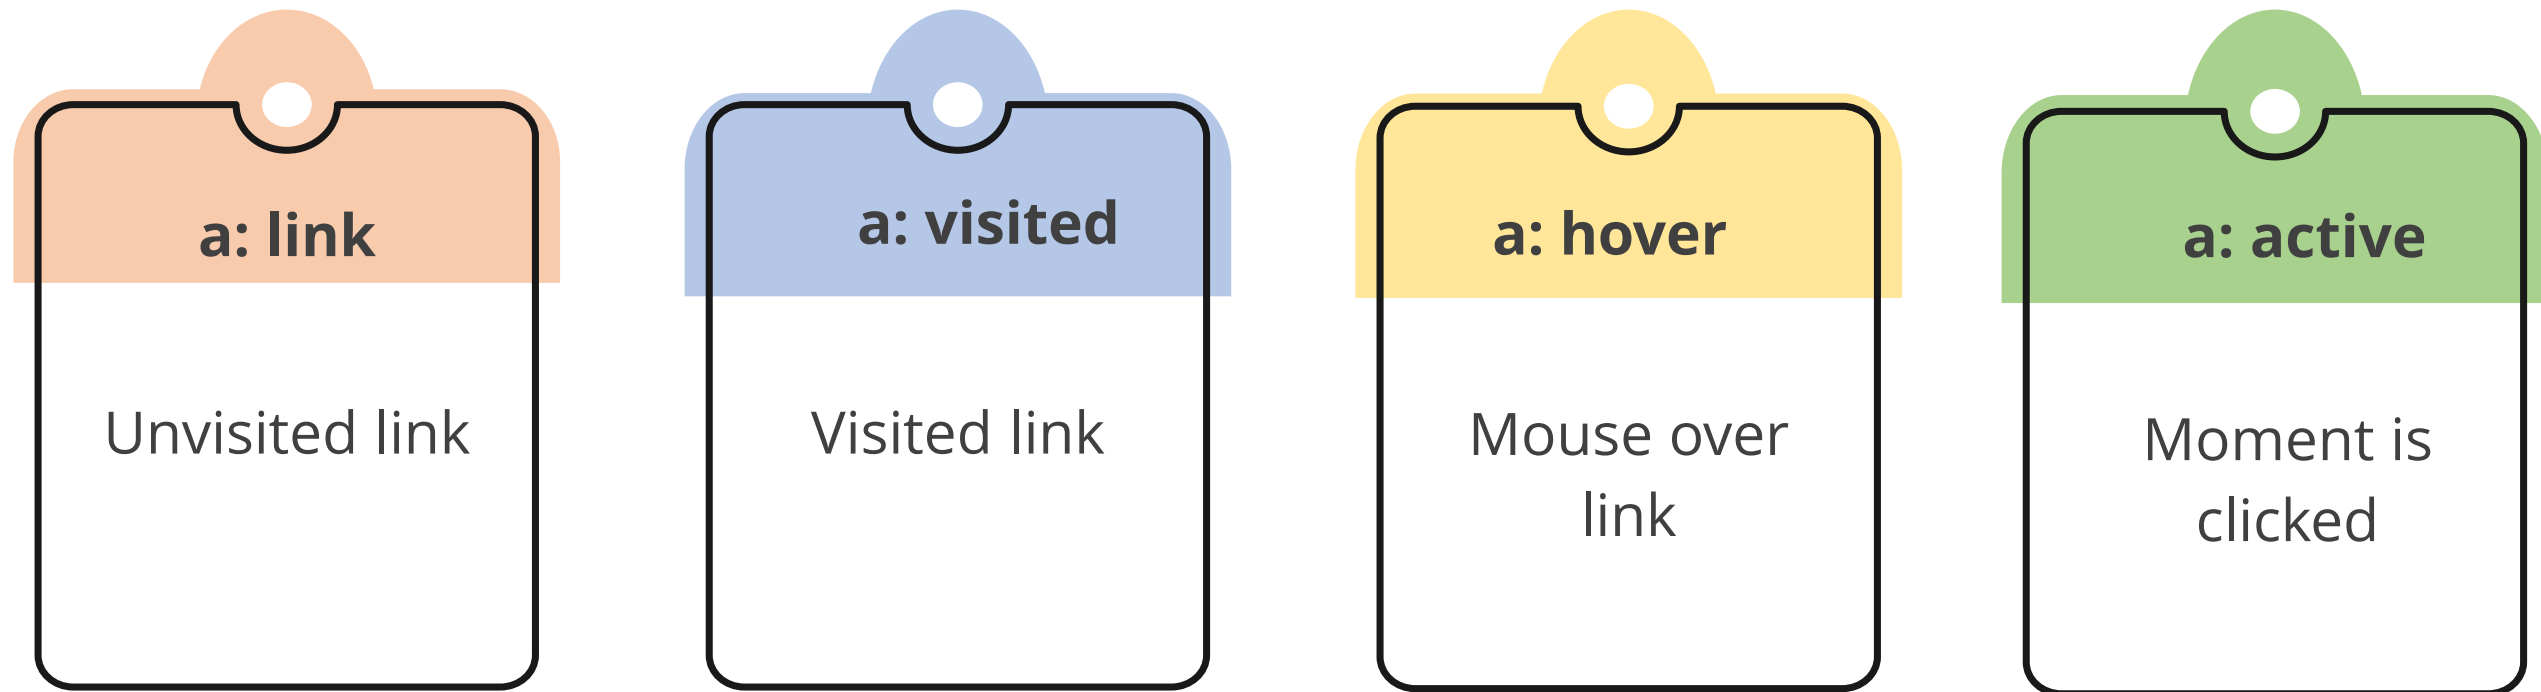 a: link
Unvisited link
a: visited
Visited link
a: hover
Mouse over
link
a: active
Moment is
clicked